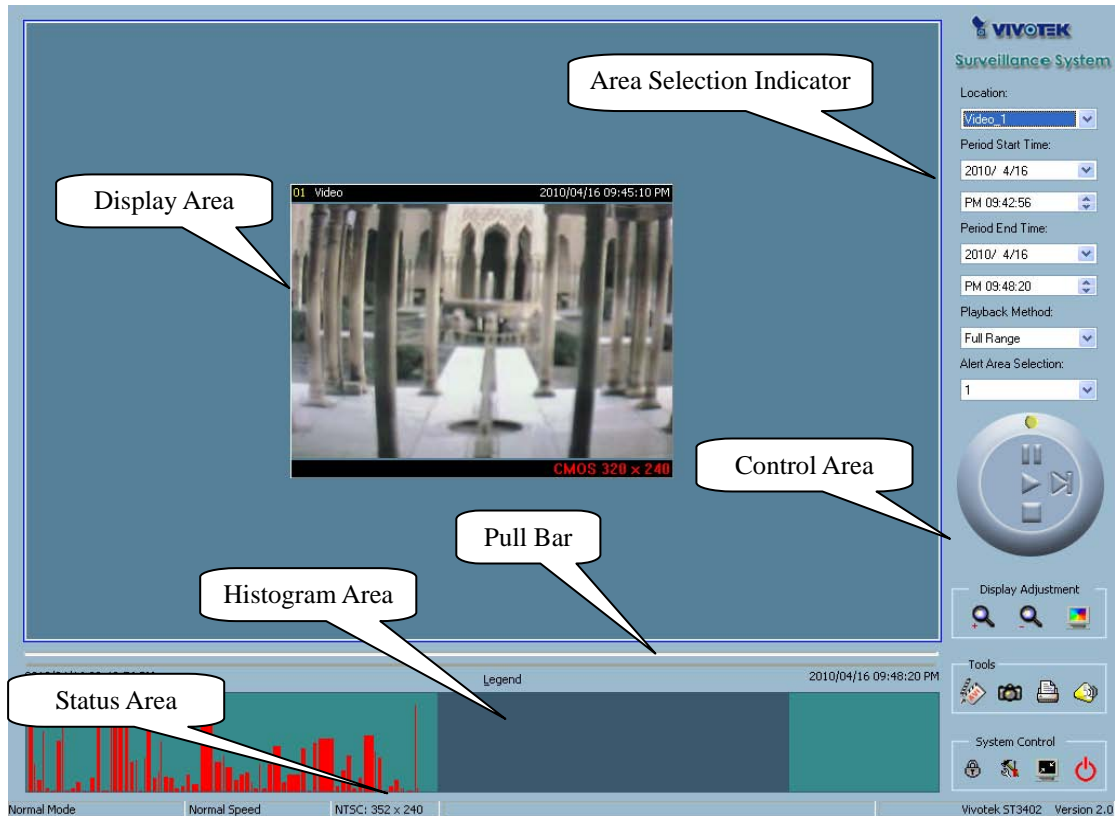 VIVOTEK
Surveillance System
Area Selection Indicator
Location:
Video_1
Period Start Time:
2010/ 4/16
PM 09:42:56
Period End Time:
2010/ 4/16
PM 09:48:20
Playback Method:
Full Range
Alert Area Selection:
1
Display Area
01 Video 2010/04/16 09:45:10 PM
CMOS 320 x 240
Control Area
Pull Bar
Histogram Area
Display Adjustment
Legend
2010/04/16 09:48:20 PM
Tools
Status Area
System Control
Normal Mode
Normal Speed
NTSC: 352 x 240
Vivotek ST3402 Version 2.0